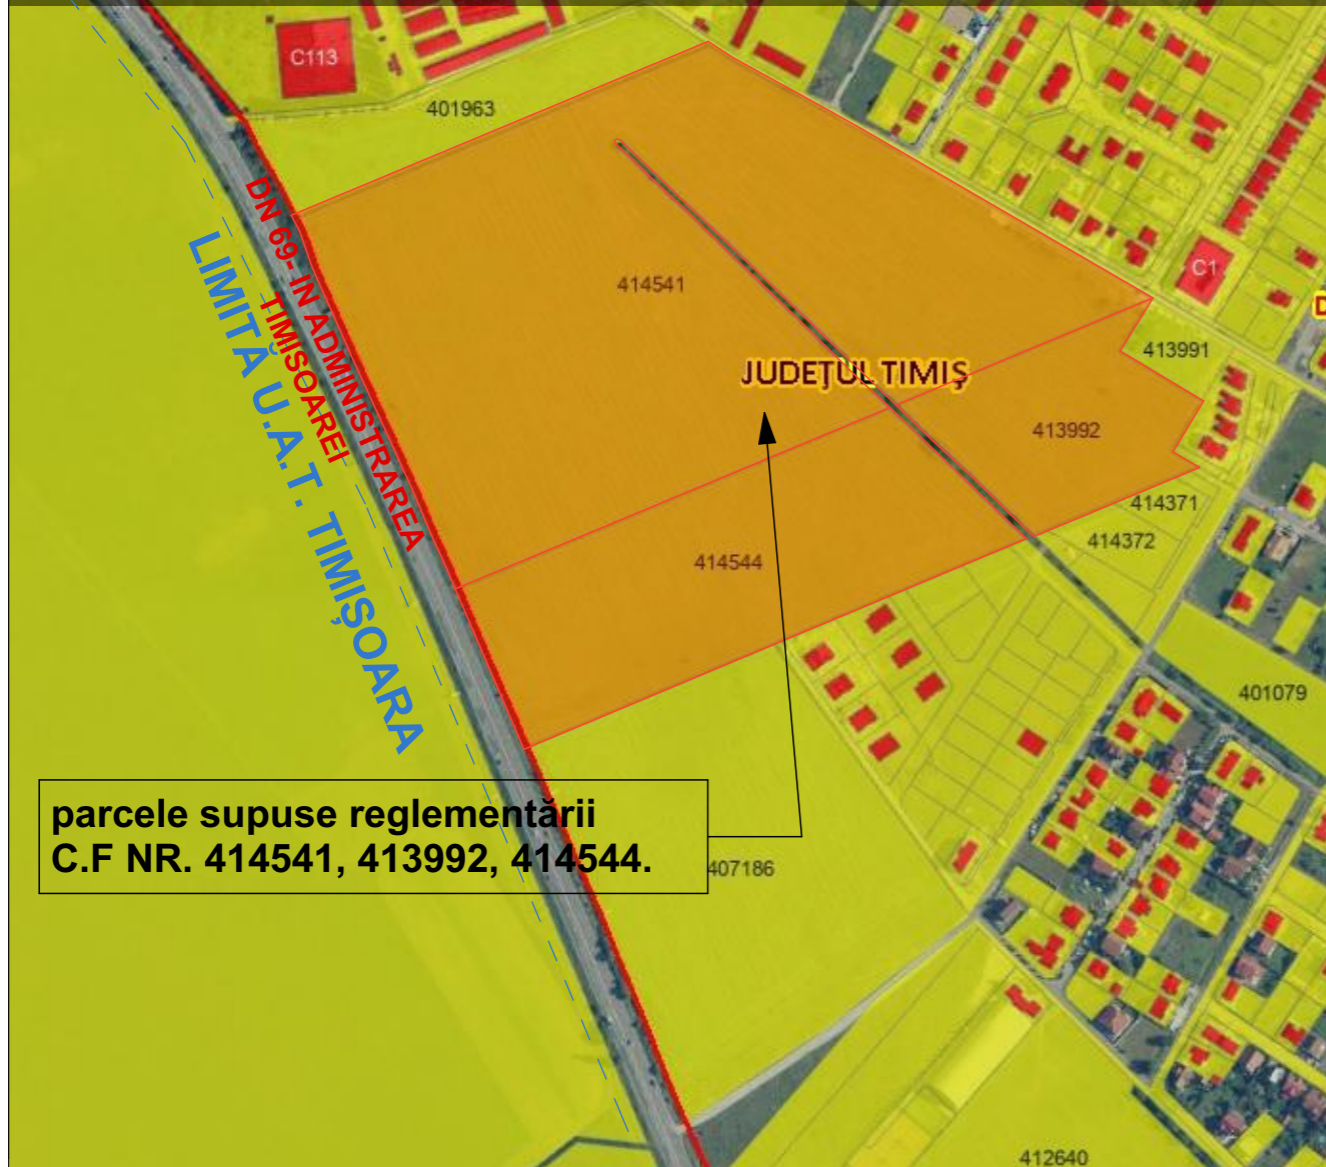 C113
401963
DN 69- IN ADMINISTRAREA
TIMISOAREI
LIMITĂ U.A.T. TIMIȘOARA
414541
C1
D
413991
JUDEȚUL TIMIȘ
413992
414371
414372
414544
401079
parcele supuse reglementării
C.F NR. 414541, 413992, 414544.
407186
412640